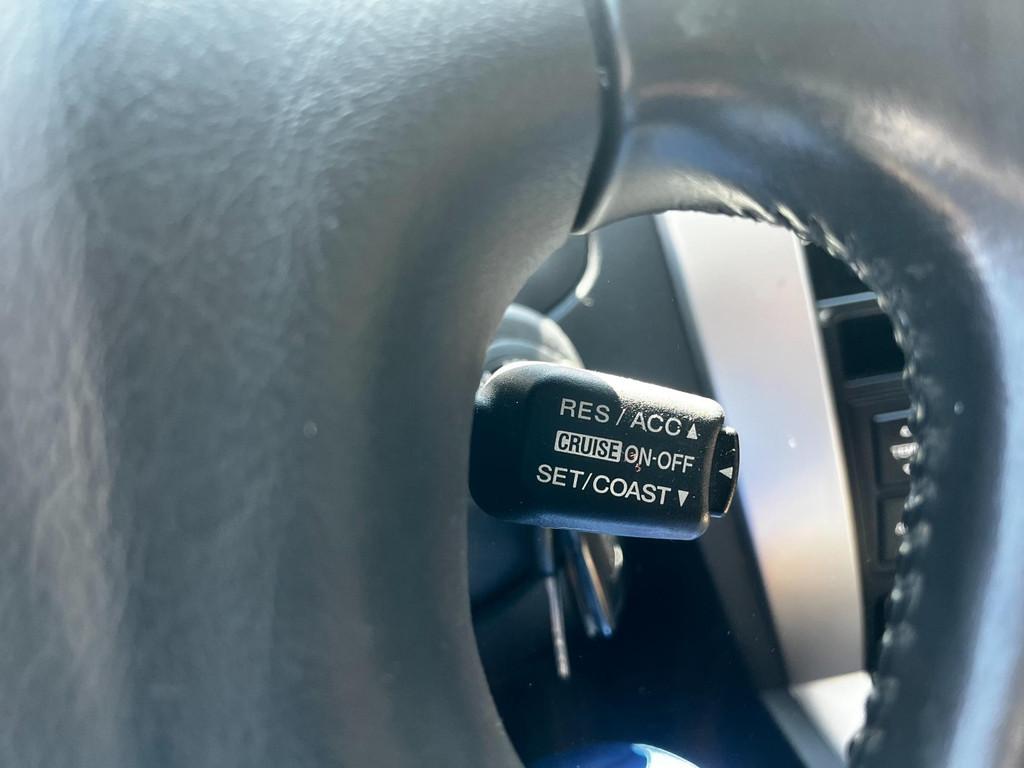 RES / ACC ▲
CRUISE ON-OFF
SET/COAST ▼